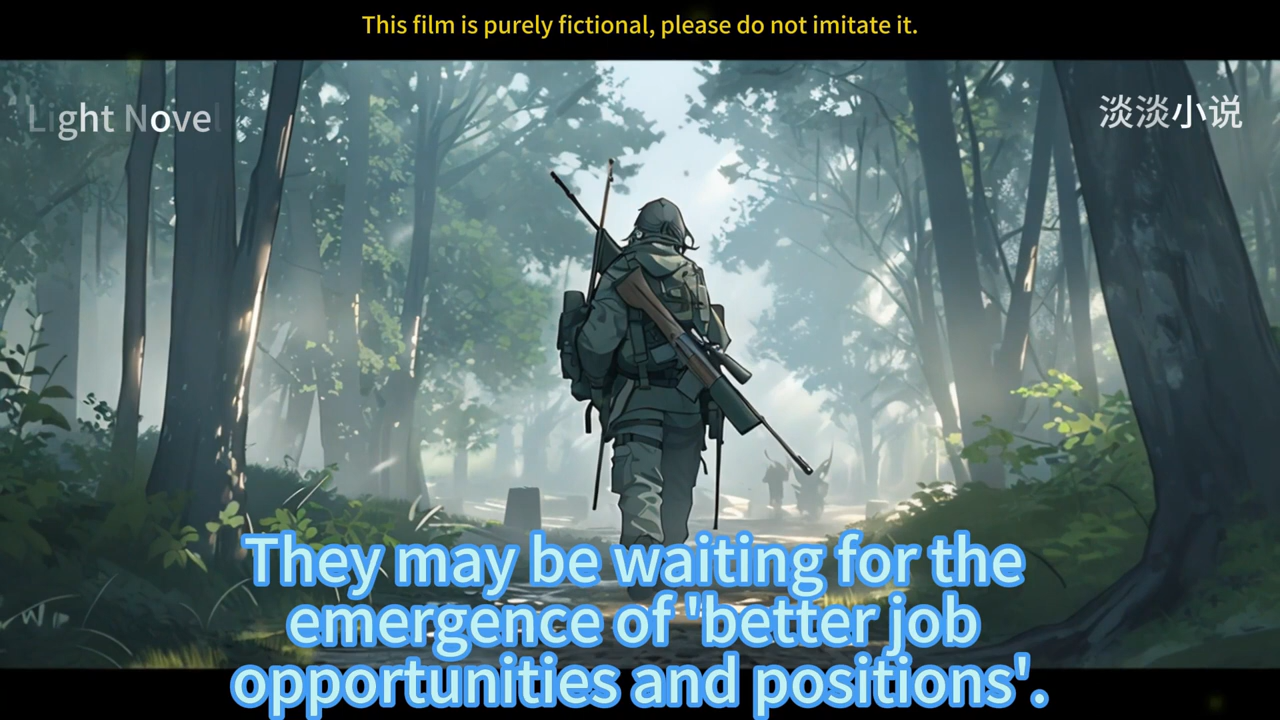 This film is purely fictional, please do not imitate it.
Light Novel
淡淡小说
They may be waiting for the
emergence of 'better job
opportunities and positions'.